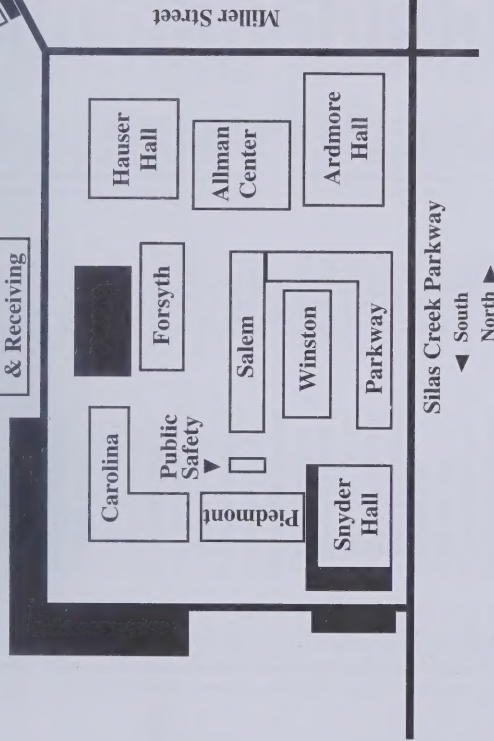 & Receiving
Miller Street
Hauser
Hall
Allman
Center
Ardmore
Hall
Forsyth
Salem
Winston
Parkway
Carolina
Public
Safety
Piedmont
Snyder
Hall
Silas Creek Parkway
◄ South
North ►